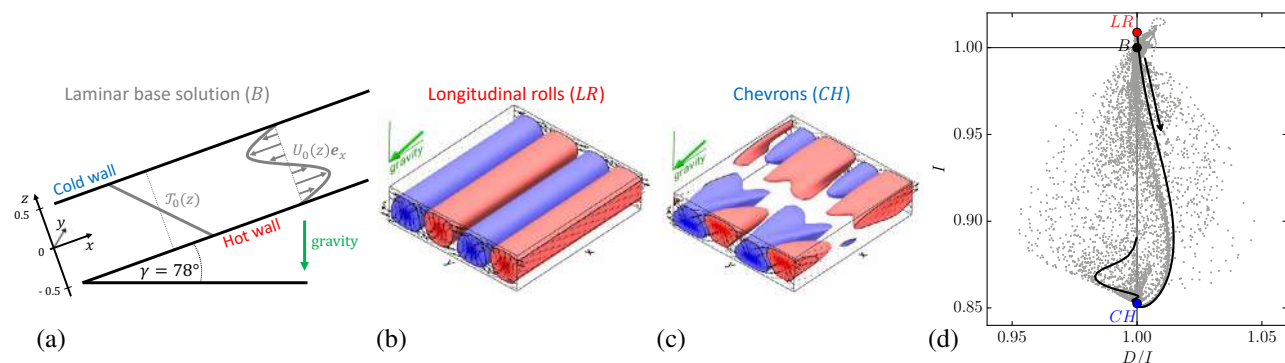 Laminar base solution (B)
Cold wall
z
0.5
y
x
0
- 0.5
𝒯₀(z)
U₀(z)eₓ
Hot wall
γ = 78°
gravity
(a)
Longitudinal rolls (LR)
gravity
y
x
(b)
Chevrons (CH)
gravity
y
x
(c)
LR
B
CH
1.00
0.95
0.90
0.85
I
0.95
1.00
1.05
D/I
(d)